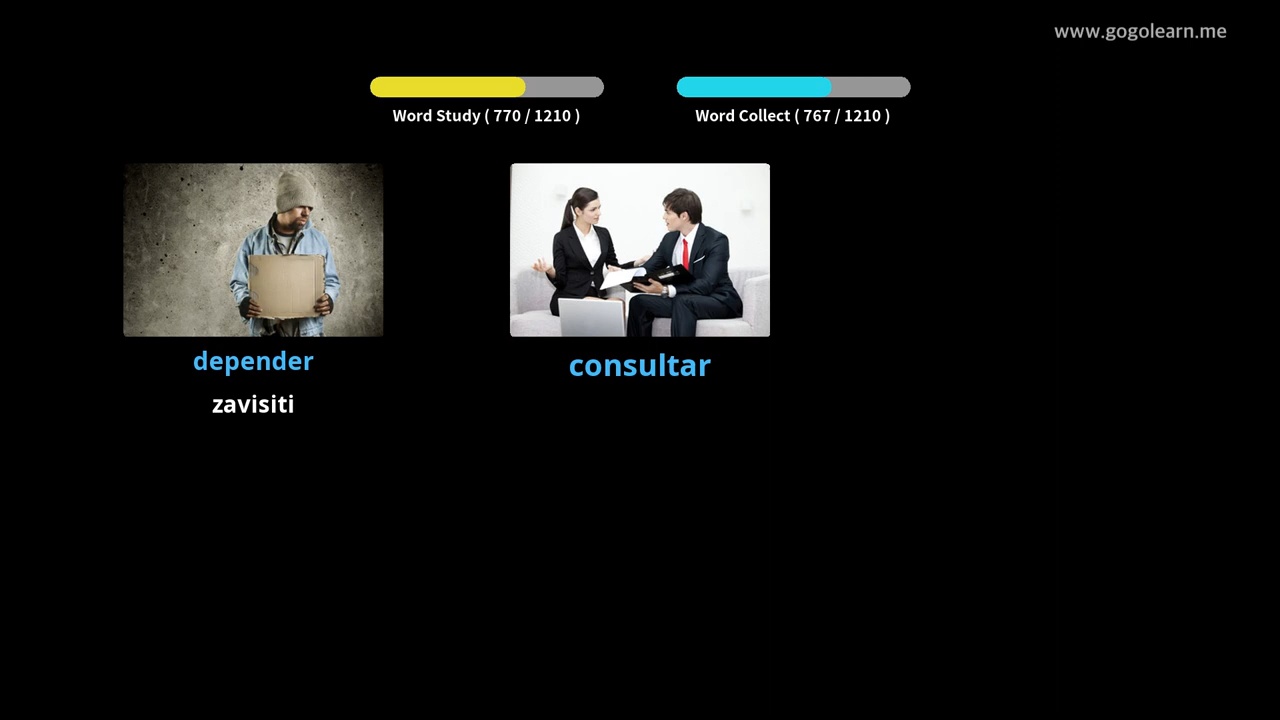 www.gogolearn.me
Word Study ( 770 / 1210 )
Word Collect ( 767 / 1210 )
depender
zavisiti
consultar